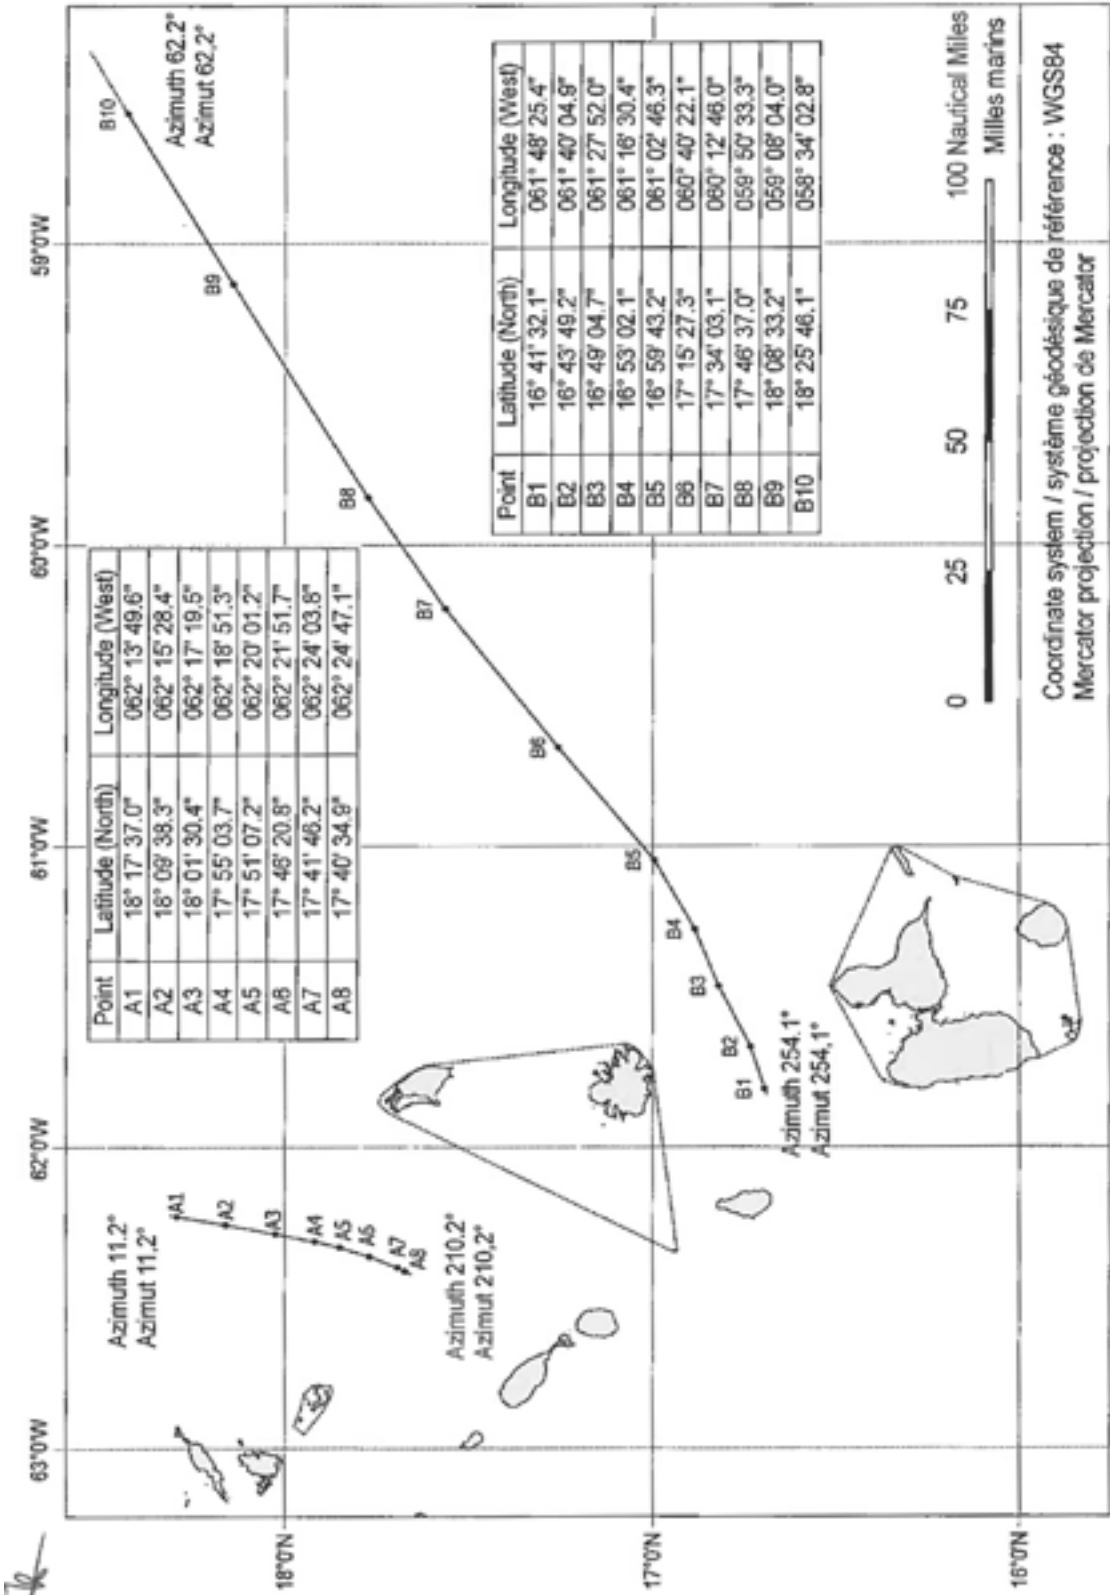 63°0'W
62°0'W
61°0'W
60°0'W
59°0'W
18°0'N
17°0'N
16°0'N
Azimuth 11.2°
Azimut 11,2°
A1
A2
A3
A4
A5
A6
A7
A8
Azimuth 210.2°
Azimut 210,2°
Point Latitude (North) Longitude (West)
A1 18° 17' 37.0" 062° 13' 49.6"
A2 18° 09' 38.3" 062° 15' 28.4"
A3 18° 01' 30.4" 062° 17' 19.5"
A4 17° 55' 03.7" 062° 18' 51.3"
A5 17° 51' 07.2" 062° 20' 01.2"
A6 17° 46' 20.8" 062° 21' 51.7"
A7 17° 41' 46.2" 062° 24' 03.8"
A8 17° 40' 34.9" 062° 24' 47.1"
B10
Azimuth 62.2°
Azimut 62,2°
B9
B8
B7
B6
B5
B4
B3
B2
B1
Azimuth 254.1°
Azimut 254,1°
Point Latitude (North) Longitude (West)
B1 16° 41' 32.1" 061° 48' 25.4"
B2 16° 43' 49.2" 061° 40' 04.9"
B3 16° 49' 04.7" 061° 27' 52.0"
B4 16° 53' 02.1" 061° 16' 30.4"
B5 16° 59' 43.2" 061° 02' 46.3"
B6 17° 15' 27.3" 060° 40' 22.1"
B7 17° 34' 03.1" 060° 12' 46.0"
B8 17° 46' 37.0" 059° 50' 33.3"
B9 18° 08' 33.2" 059° 08' 04.0"
B10 18° 25' 46.1" 058° 34' 02.8"
0 25 50 75 100 Nautical Miles
Milles marins
Coordinate system / système géodésique de référence : WGS84
Mercator projection / projection de Mercator